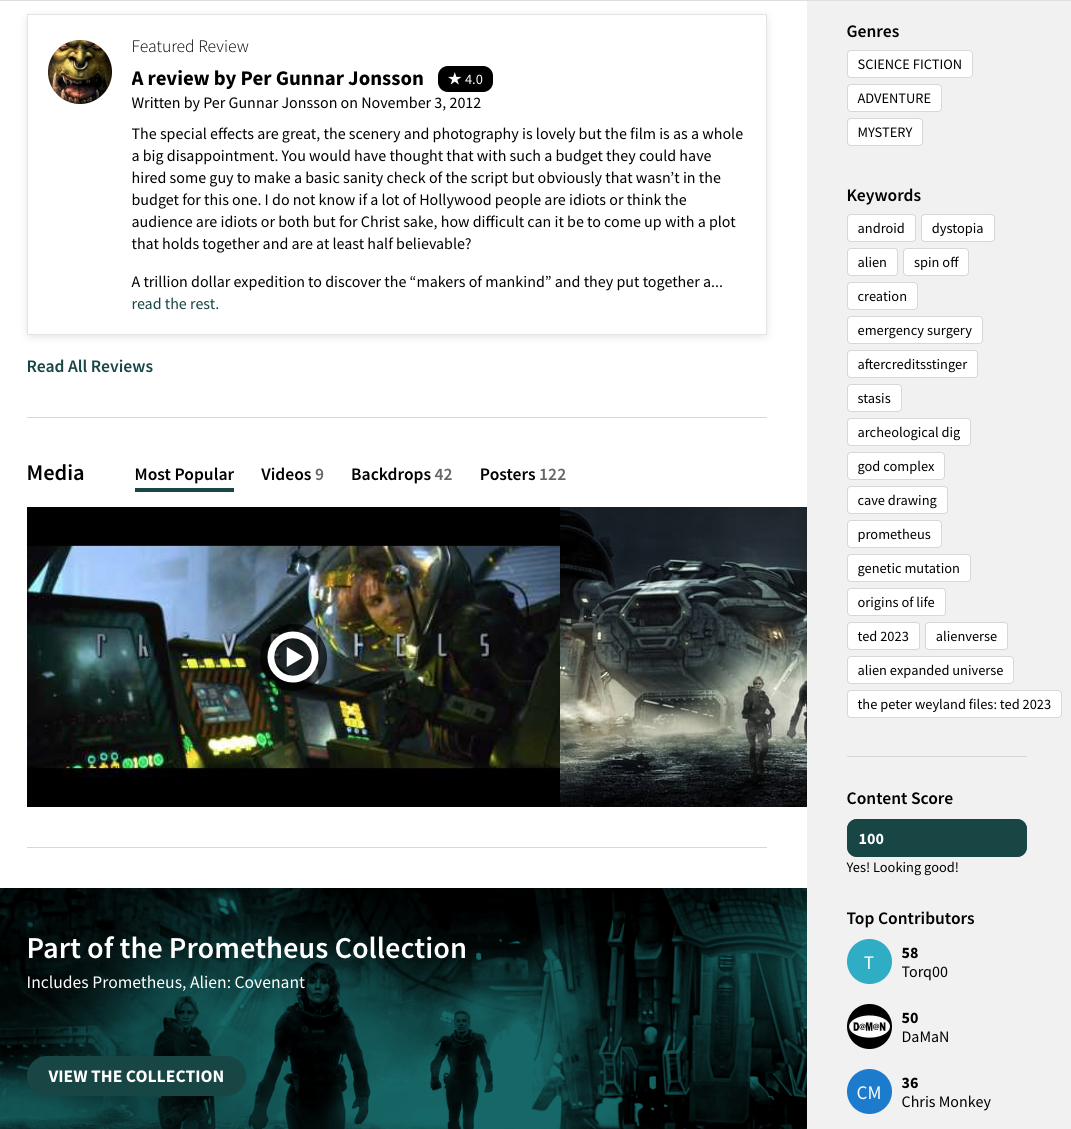 Featured Review
A review by Per Gunnar Jonsson ★ 4.0
Written by Per Gunnar Jonsson on November 3, 2012
The special effects are great, the scenery and photography is lovely but the film is as a whole
a big disappointment. You would have thought that with such a budget they could have
hired some guy to make a basic sanity check of the script but obviously that wasn’t in the
budget for this one. I do not know if a lot of Hollywood people are idiots or think the
audience are idiots or both but for Christ sake, how difficult can it be to come up with a plot
that holds together and are at least half believable?
A trillion dollar expedition to discover the “makers of mankind” and they put together a...
read the rest.
Read All Reviews
Media Most Popular Videos 9 Backdrops 42 Posters 122
Part of the Prometheus Collection
Includes Prometheus, Alien: Covenant
VIEW THE COLLECTION
Genres
SCIENCE FICTION
ADVENTURE
MYSTERY
Keywords
android dystopia
alien spin off
creation
emergency surgery
aftercreditsstinger
stasis
archeological dig
god complex
cave drawing
prometheus
genetic mutation
origins of life
ted 2023 alienverse
alien expanded universe
the peter weyland files: ted 2023
Content Score
100
Yes! Looking good!
Top Contributors
T
58
Torq00
D@M@N
50
DaMaN
CM
36
Chris Monkey